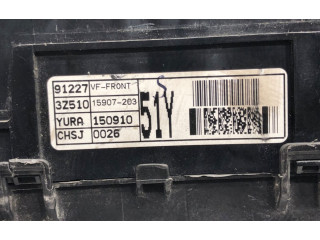 91227 VF-FRONT
3Z510 15907-203
YURA 150910
CHSJ 0026
51Y
S